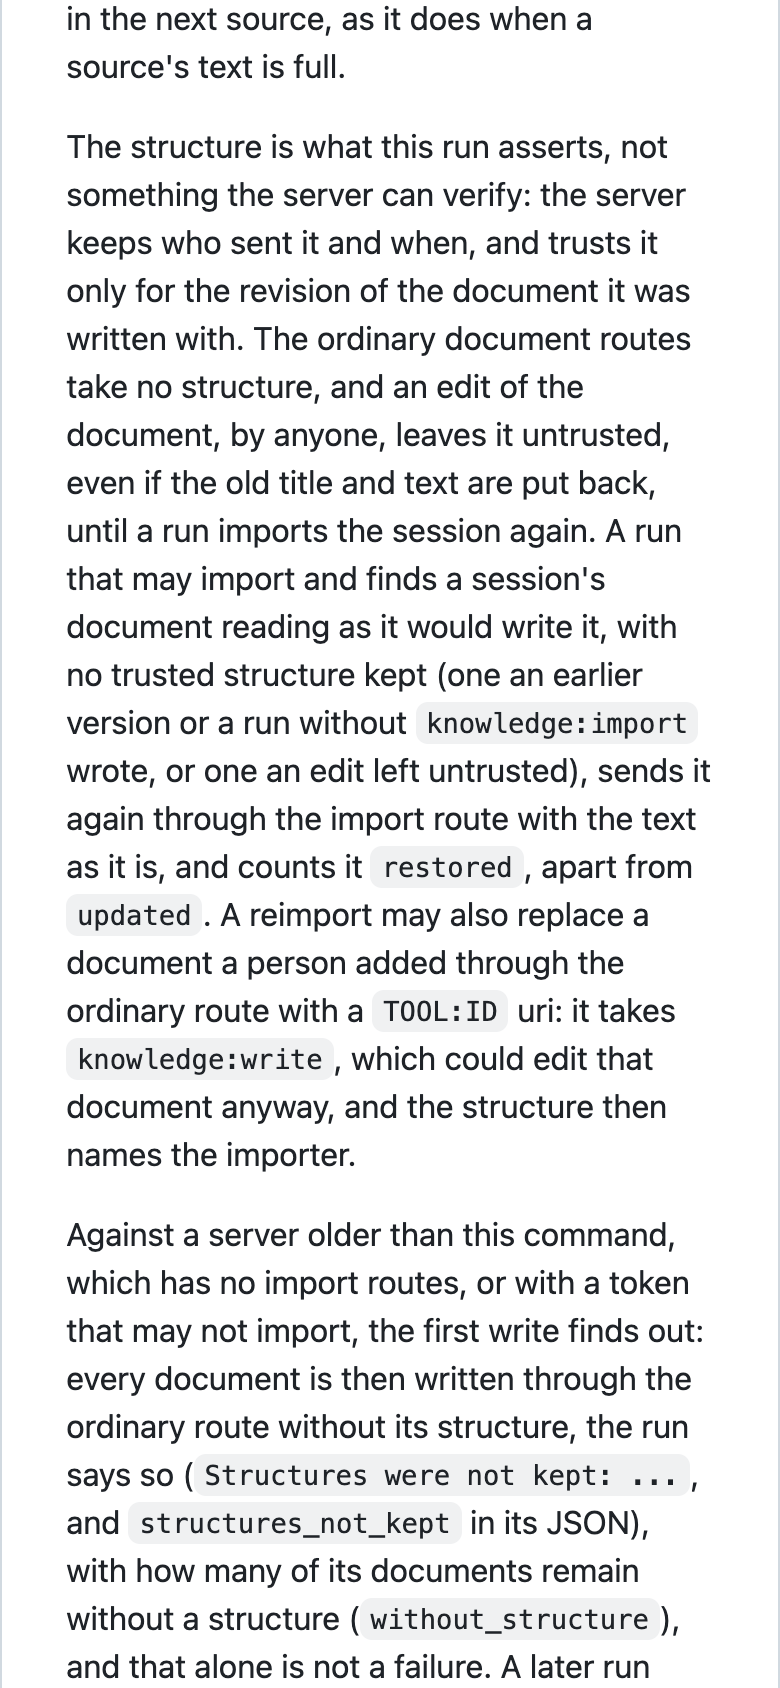 in the next source, as it does when a
source's text is full.
The structure is what this run asserts, not
something the server can verify: the server
keeps who sent it and when, and trusts it
only for the revision of the document it was
written with. The ordinary document routes
take no structure, and an edit of the
document, by anyone, leaves it untrusted,
even if the old title and text are put back,
until a run imports the session again. A run
that may import and finds a session's
document reading as it would write it, with
no trusted structure kept (one an earlier
version or a run without knowledge:import
wrote, or one an edit left untrusted), sends it
again through the import route with the text
as it is, and counts it restored, apart from
updated. A reimport may also replace a
document a person added through the
ordinary route with a TOOL:ID uri: it takes
knowledge:write, which could edit that
document anyway, and the structure then
names the importer.
Against a server older than this command,
which has no import routes, or with a token
that may not import, the first write finds out:
every document is then written through the
ordinary route without its structure, the run
says so (Structures were not kept: ...,
and structures_not_kept in its JSON),
with how many of its documents remain
without a structure (without_structure),
and that alone is not a failure. A later run